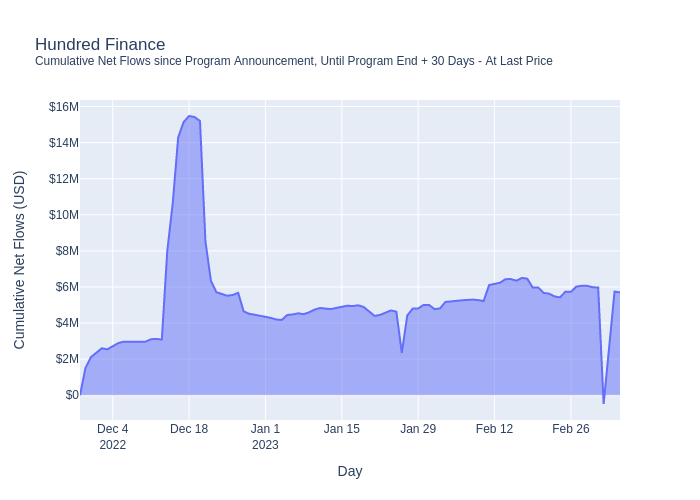 Hundred Finance
Cumulative Net Flows since Program Announcement, Until Program End + 30 Days - At Last Price
Cumulative Net Flows (USD)
$16M
$14M
$12M
$10M
$8M
$6M
$4M
$2M
$0
Dec 4 Dec 18 Jan 1 Jan 15 Jan 29 Feb 12 Feb 26
2022 2023
Day